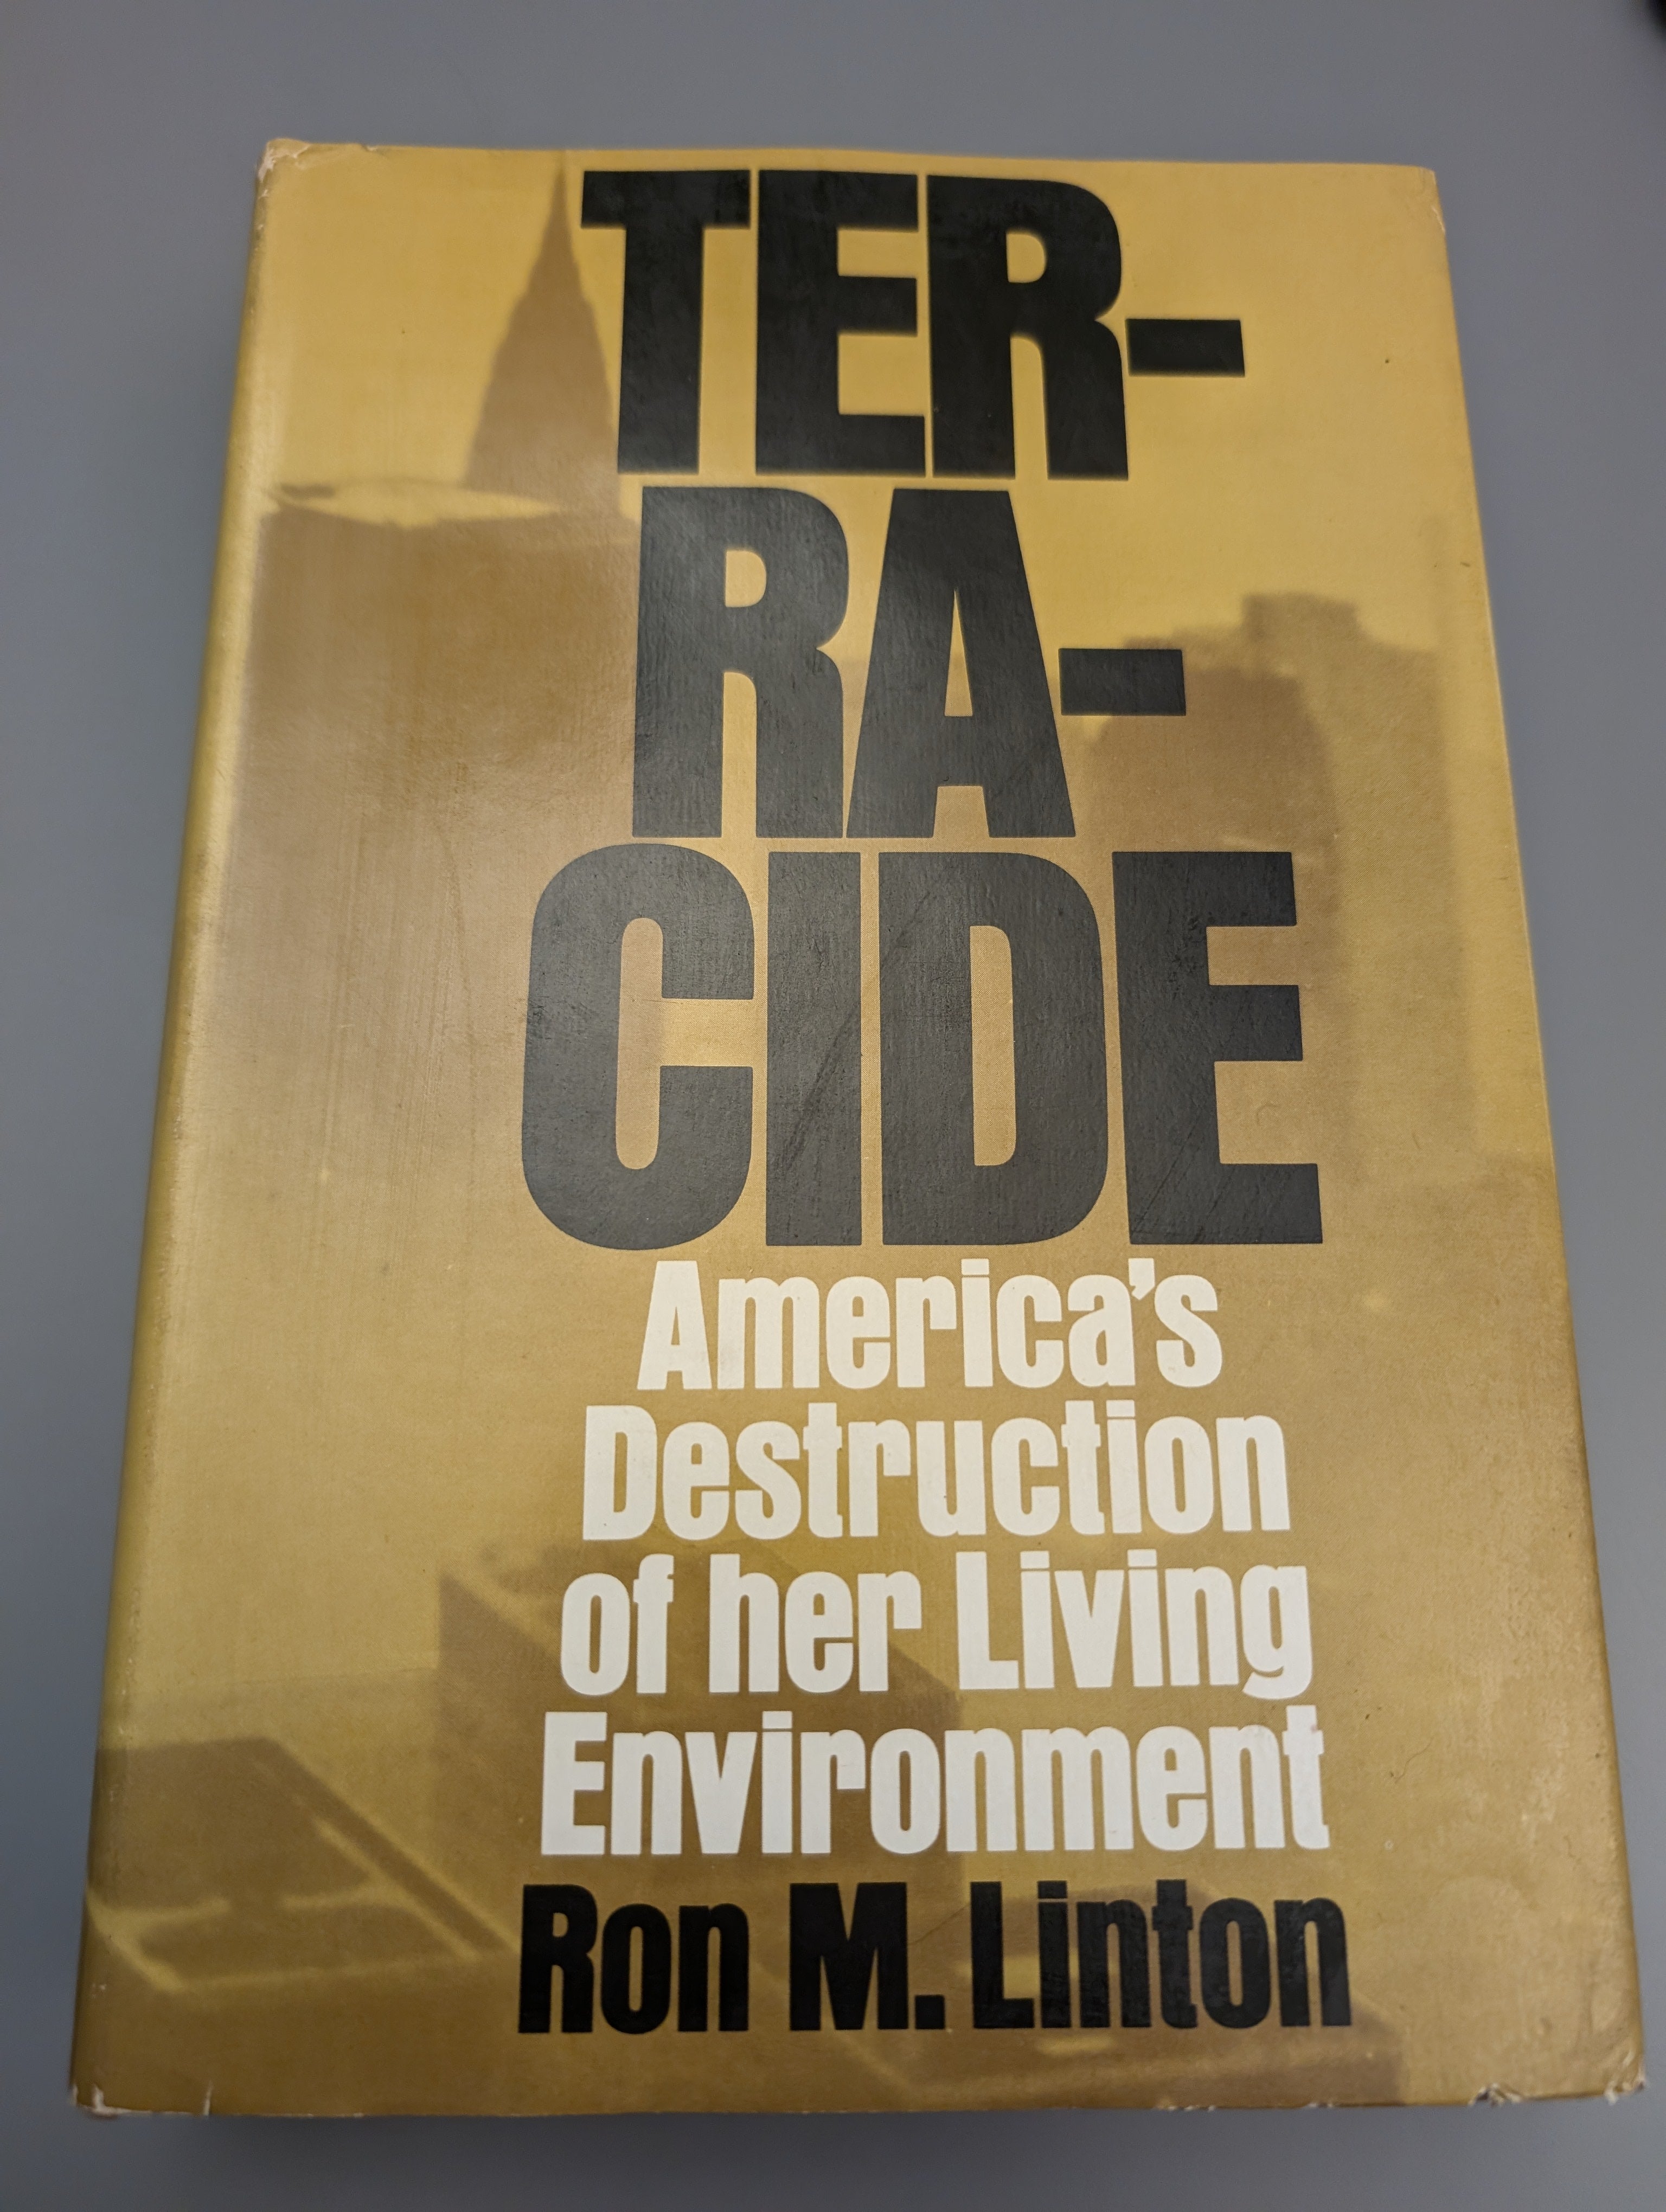 TER-
RA-
CIDE
America's
Destruction
of her Living
Environment
Ron M. Linton